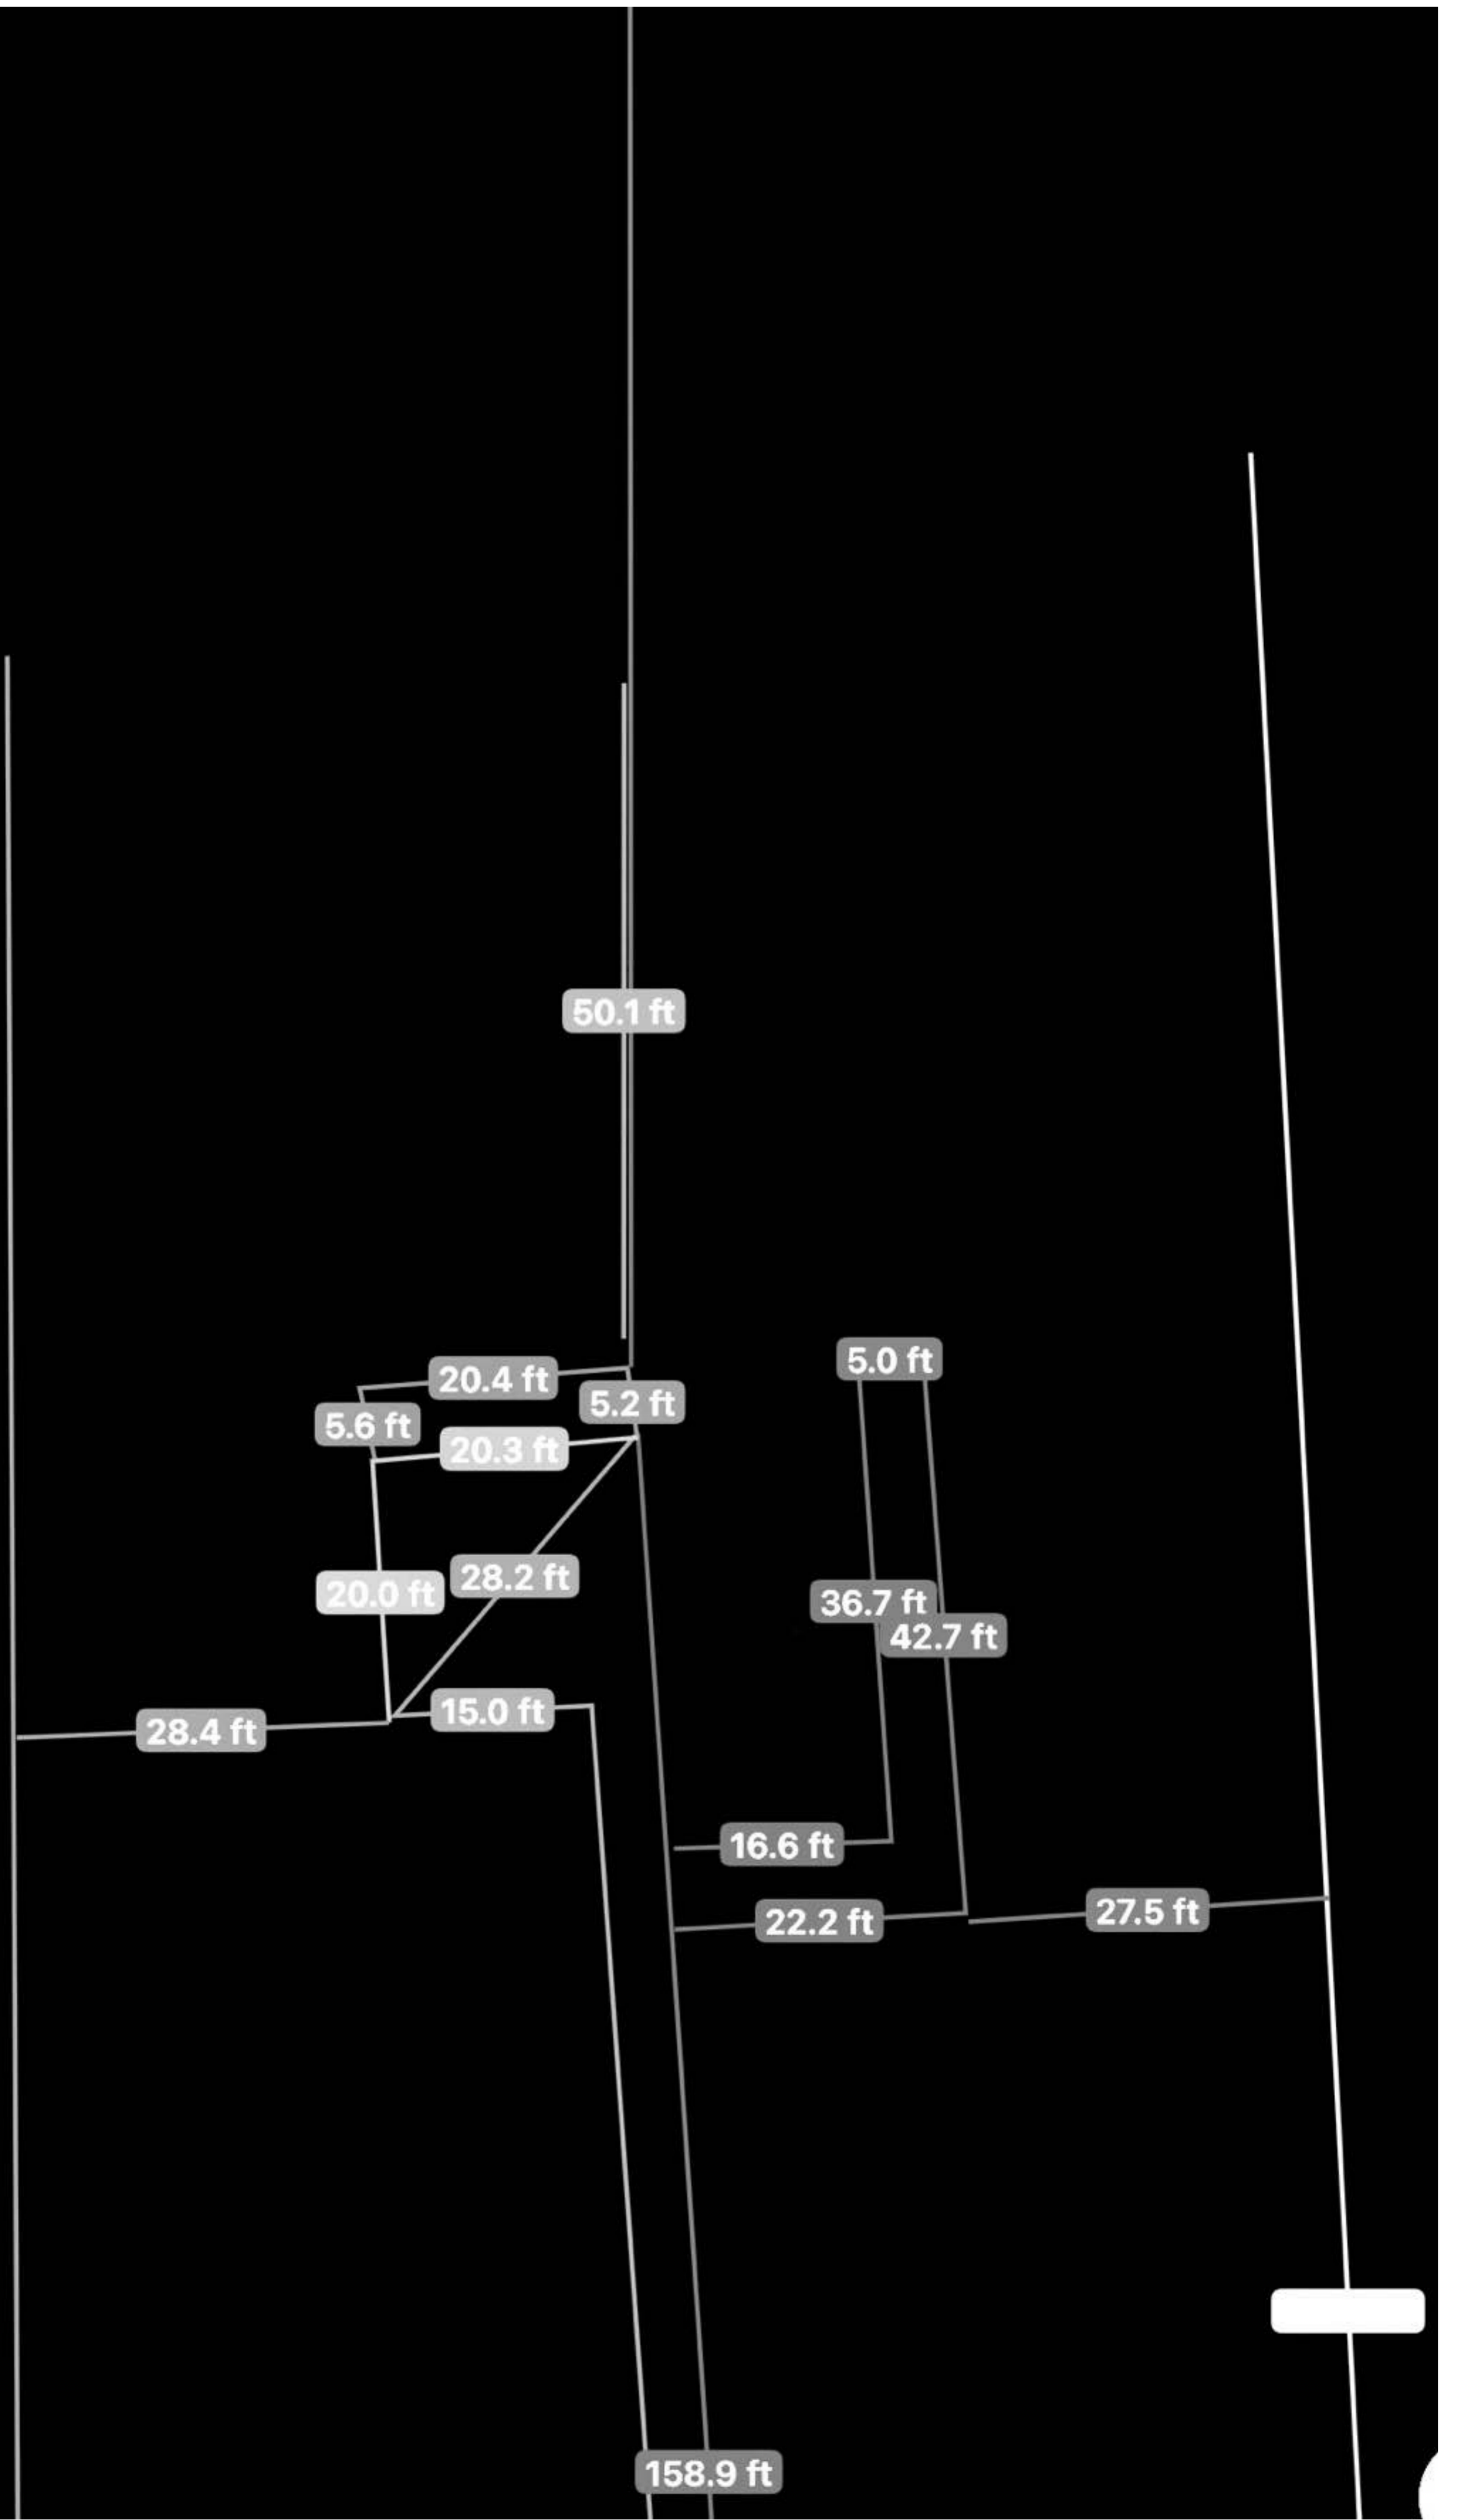 50.1 ft
5.0 ft
20.4 ft
5.2 ft
5.6 ft
20.3 ft
28.2 ft
20.0 ft
36.7 ft
42.7 ft
15.0 ft
28.4 ft
16.6 ft
27.5 ft
22.2 ft
158.9 ft